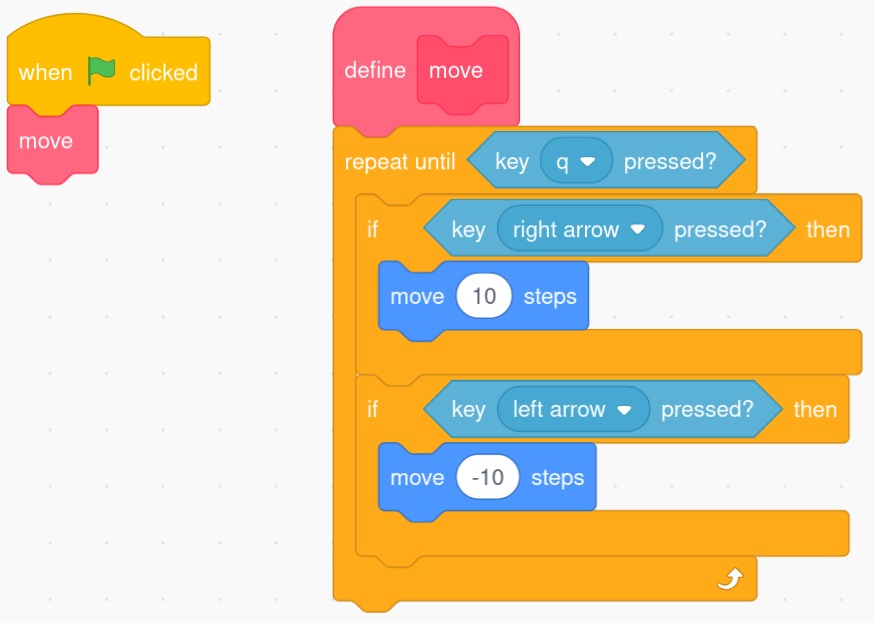 when clicked
move
define move
repeat until key q pressed?
if key right arrow pressed? then
move 10 steps
if key left arrow pressed? then
move -10 steps